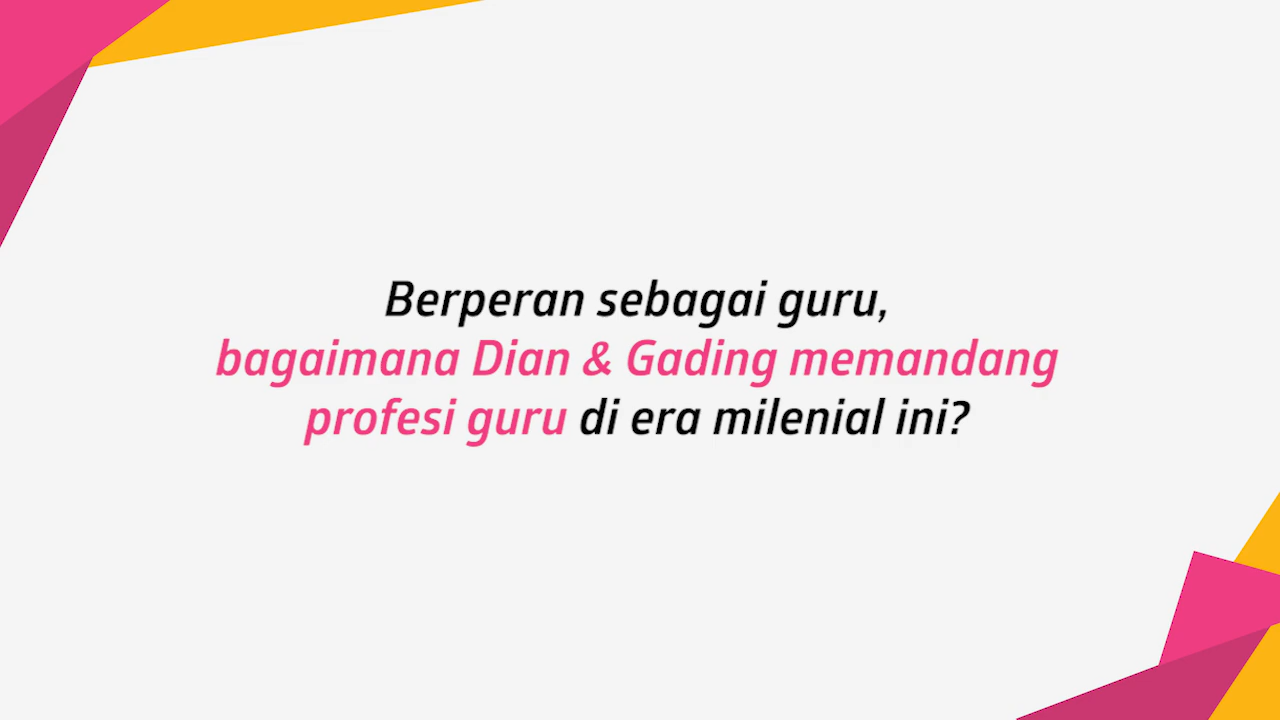 Berperan sebagai guru,
bagaimana Dian & Gading memandang
profesi guru di era milenial ini?